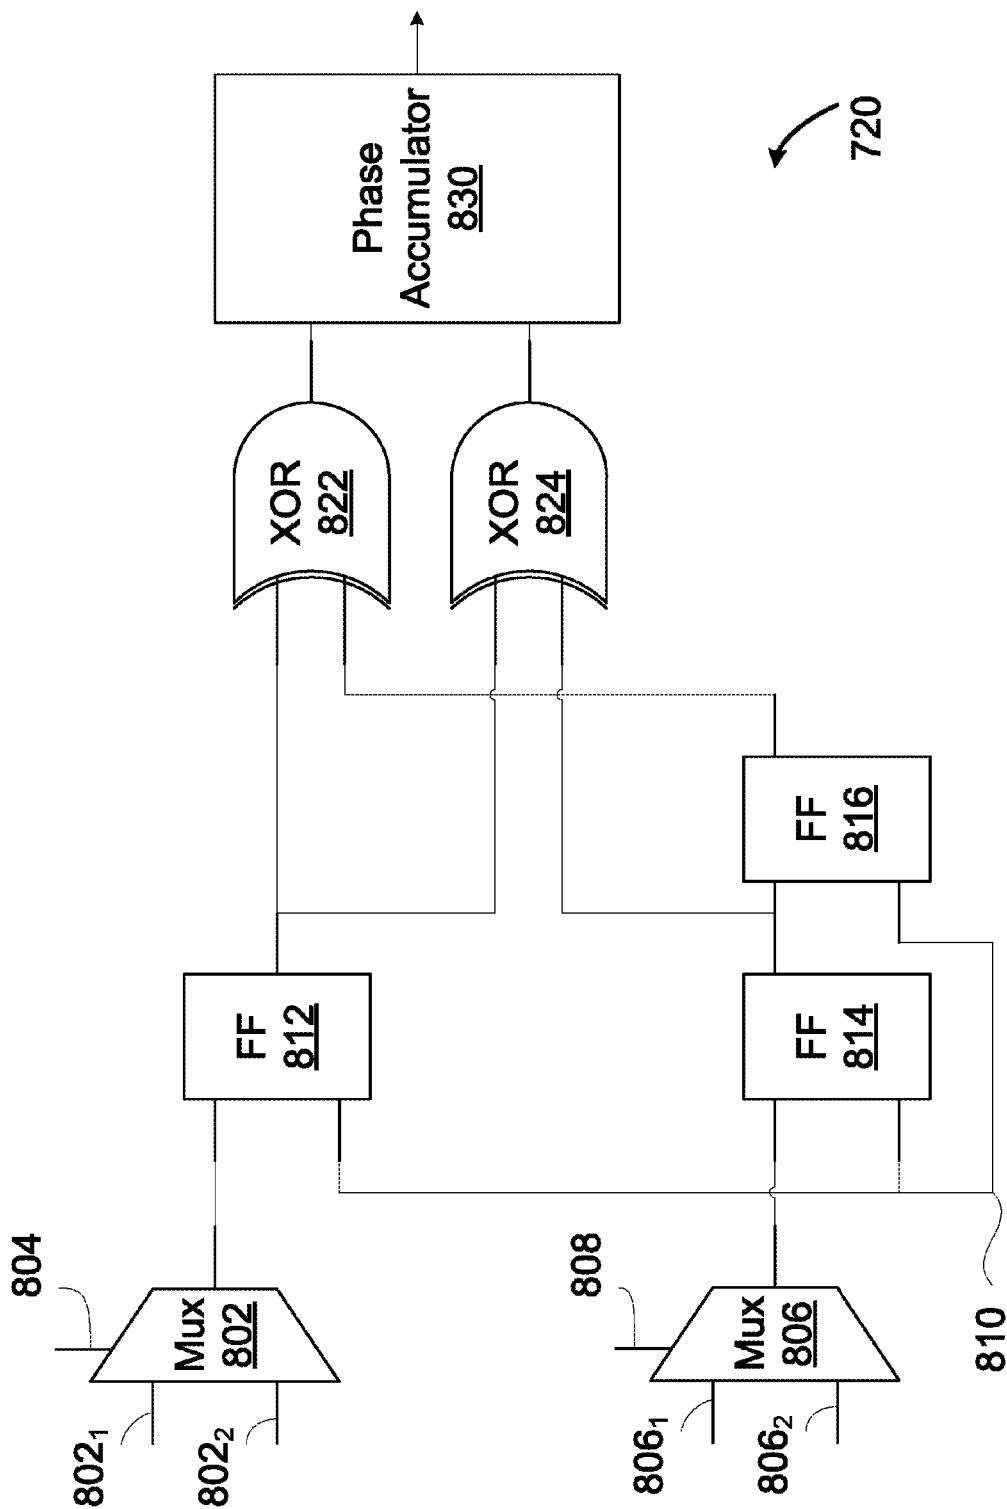 802₁
802₂
804
Mux
802
806₁
806₂
808
Mux
806
810
FF
812
FF
814
FF
816
XOR
822
XOR
824
Phase
Accumulator
830
720